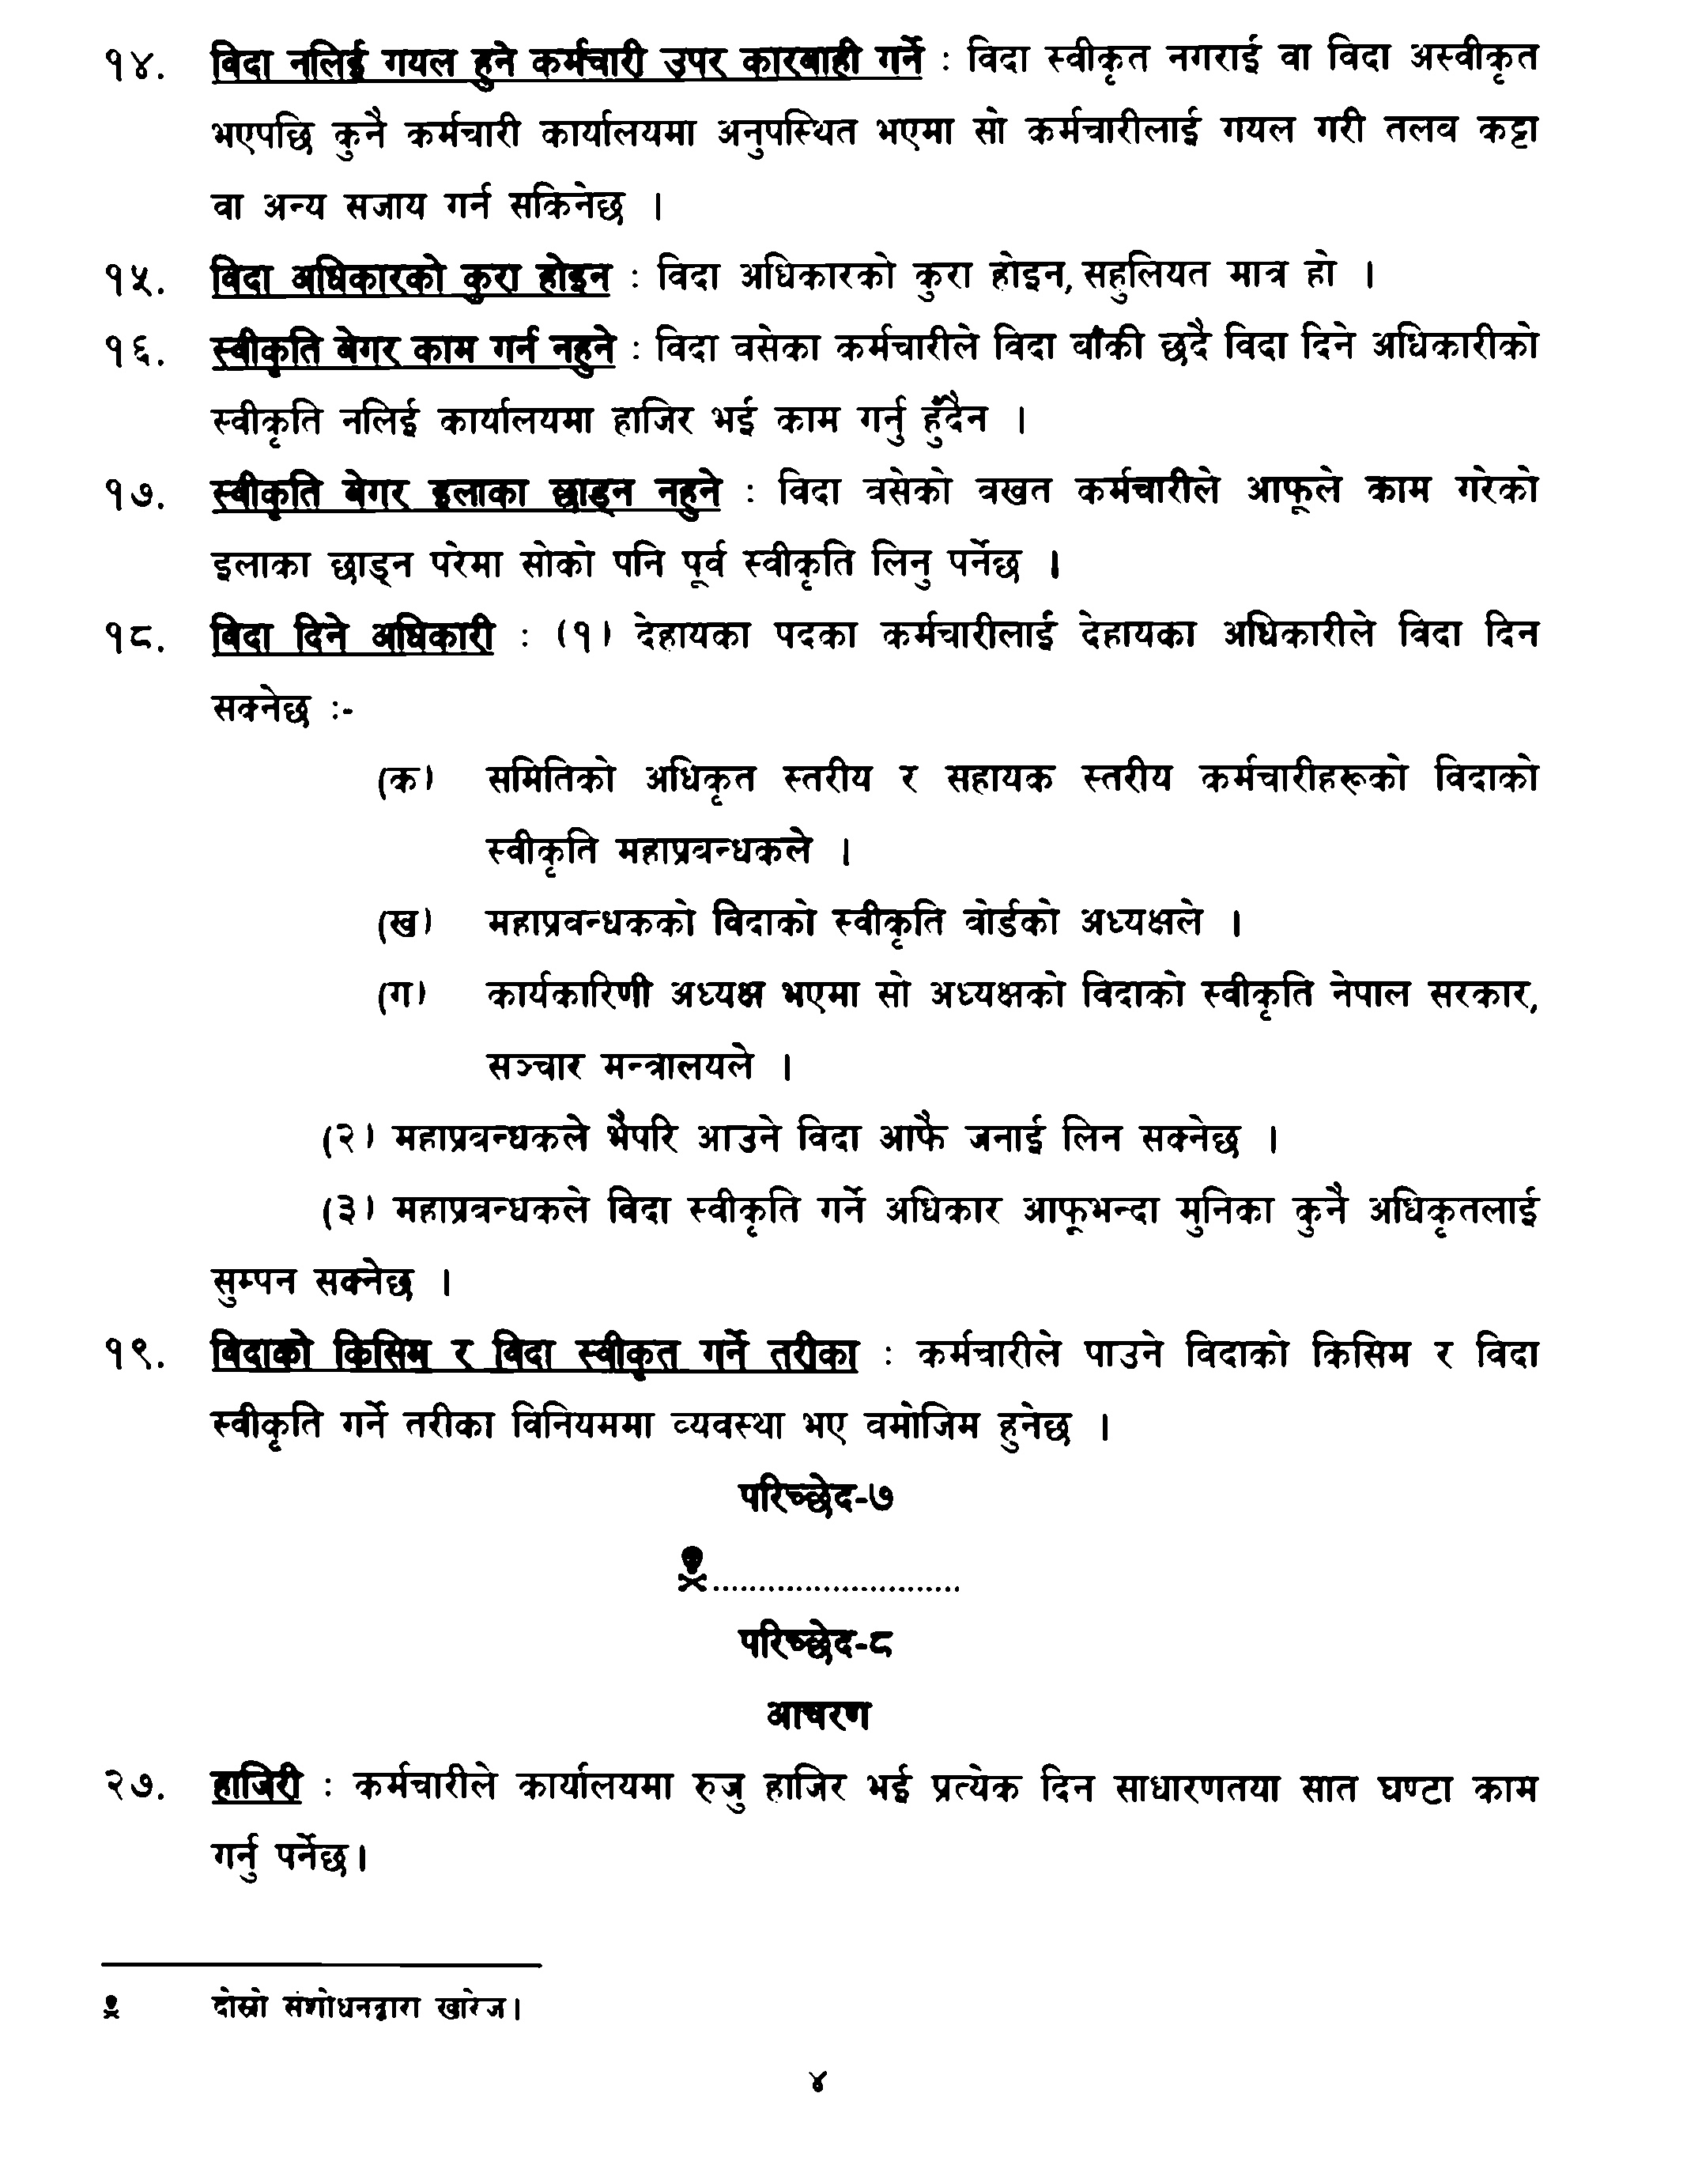 १४. विदा नलिई गयल हुने कर्मचारी उपर कारबाही गर्ने : विदा स्वीकृत नगराई वा विदा अस्वीकृत
भएपछि कुनै कर्मचारी कार्यालयमा अनुपस्थित भएमा सो कर्मचारीलाई गयल गरी तलव कट्टा
वा अन्य सजाय गर्न सकिनेछ ।
१५. विदा अधिकारको कुरा होइन : विदा अधिकारको कुरा होइन, सहुलियत मात्र हो ।
१६. स्वीकृति बेगर काम गर्न नहुने : विदा वसेका कर्मचारीले विदा बाँकी छदै विदा दिने अधिकारीको
स्वीकृति नलिई कार्यालयमा हाजिर भई काम गर्नु हुँदैन ।
१७. स्वीकृति बेगर इलाका छाड्न नहुने : विदा वसेको वखत कर्मचारीले आफूले काम गरेको
इलाका छाड्न परेमा सोको पनि पूर्व स्वीकृति लिनु पर्नेछ ।
१८. विदा दिने अधिकारी : (१) देहायका पदका कर्मचारीलाई देहायका अधिकारीले विदा दिन
सक्नेछ :-
(क) समितिको अधिकृत स्तरीय र सहायक स्तरीय कर्मचारीहरूको विदाको
स्वीकृति महाप्रवन्धकले ।
(ख) महाप्रबन्धकको विदाको स्वीकृति वोर्डको अध्यक्षले ।
(ग) कार्यकारिणी अध्यक्ष भएमा सो अध्यक्षको विदाको स्वीकृति नेपाल सरकार,
सञ्चार मन्त्रालयले ।
(२) महाप्रवन्धकले भैपरि आउने विदा आफै जनाई लिन सक्नेछ ।
(३) महाप्रवन्धकले विदा स्वीकृति गर्ने अधिकार आफूभन्दा मुनिका कुनै अधिकृतलाई
सुम्पन सक्नेछ ।
१९. विदाको किसिम र विदा स्वीकृत गर्ने तरीका : कर्मचारीले पाउने विदाको किसिम र विदा
स्वीकृति गर्ने तरीका विनियममा व्यवस्था भए वमोजिम हुनेछ ।
परिच्छेद-७
☠...........................
परिच्छेद-८
आचरण
२७. हाजिरी : कर्मचारीले कार्यालयमा रुजु हाजिर भई प्रत्येक दिन साधारणतया सात घण्टा काम
गर्नु पर्नेछ।
☠ दोस्रो संशोधनद्वारा खारेज।
४